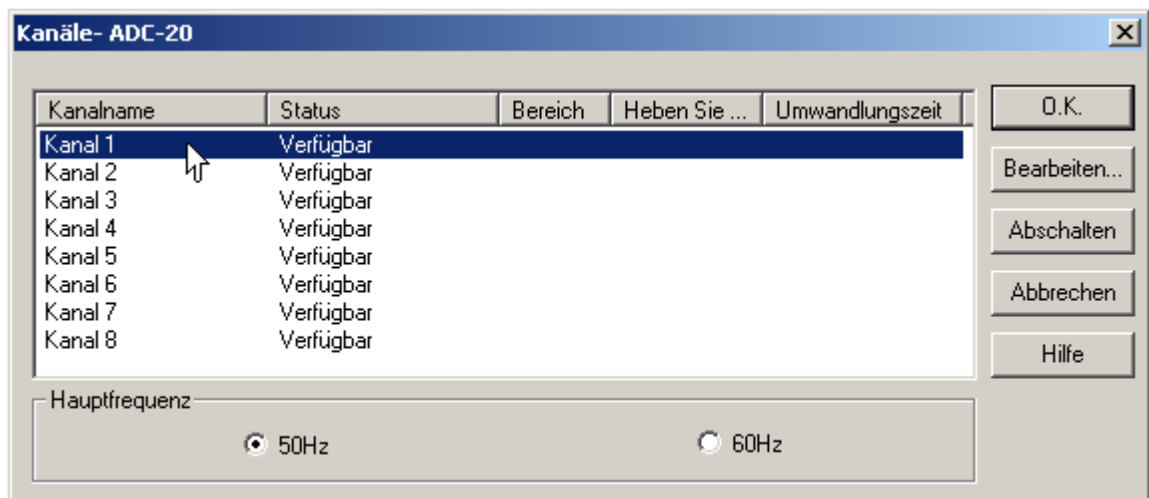 Kanäle- ADC-20
Kanalname Status Bereich Heben Sie ... Umwandlungszeit
Kanal 1 Verfügbar
Kanal 2 Verfügbar
Kanal 3 Verfügbar
Kanal 4 Verfügbar
Kanal 5 Verfügbar
Kanal 6 Verfügbar
Kanal 7 Verfügbar
Kanal 8 Verfügbar
O.K.
Bearbeiten...
Abschalten
Abbrechen
Hilfe
Hauptfrequenz
50Hz 60Hz